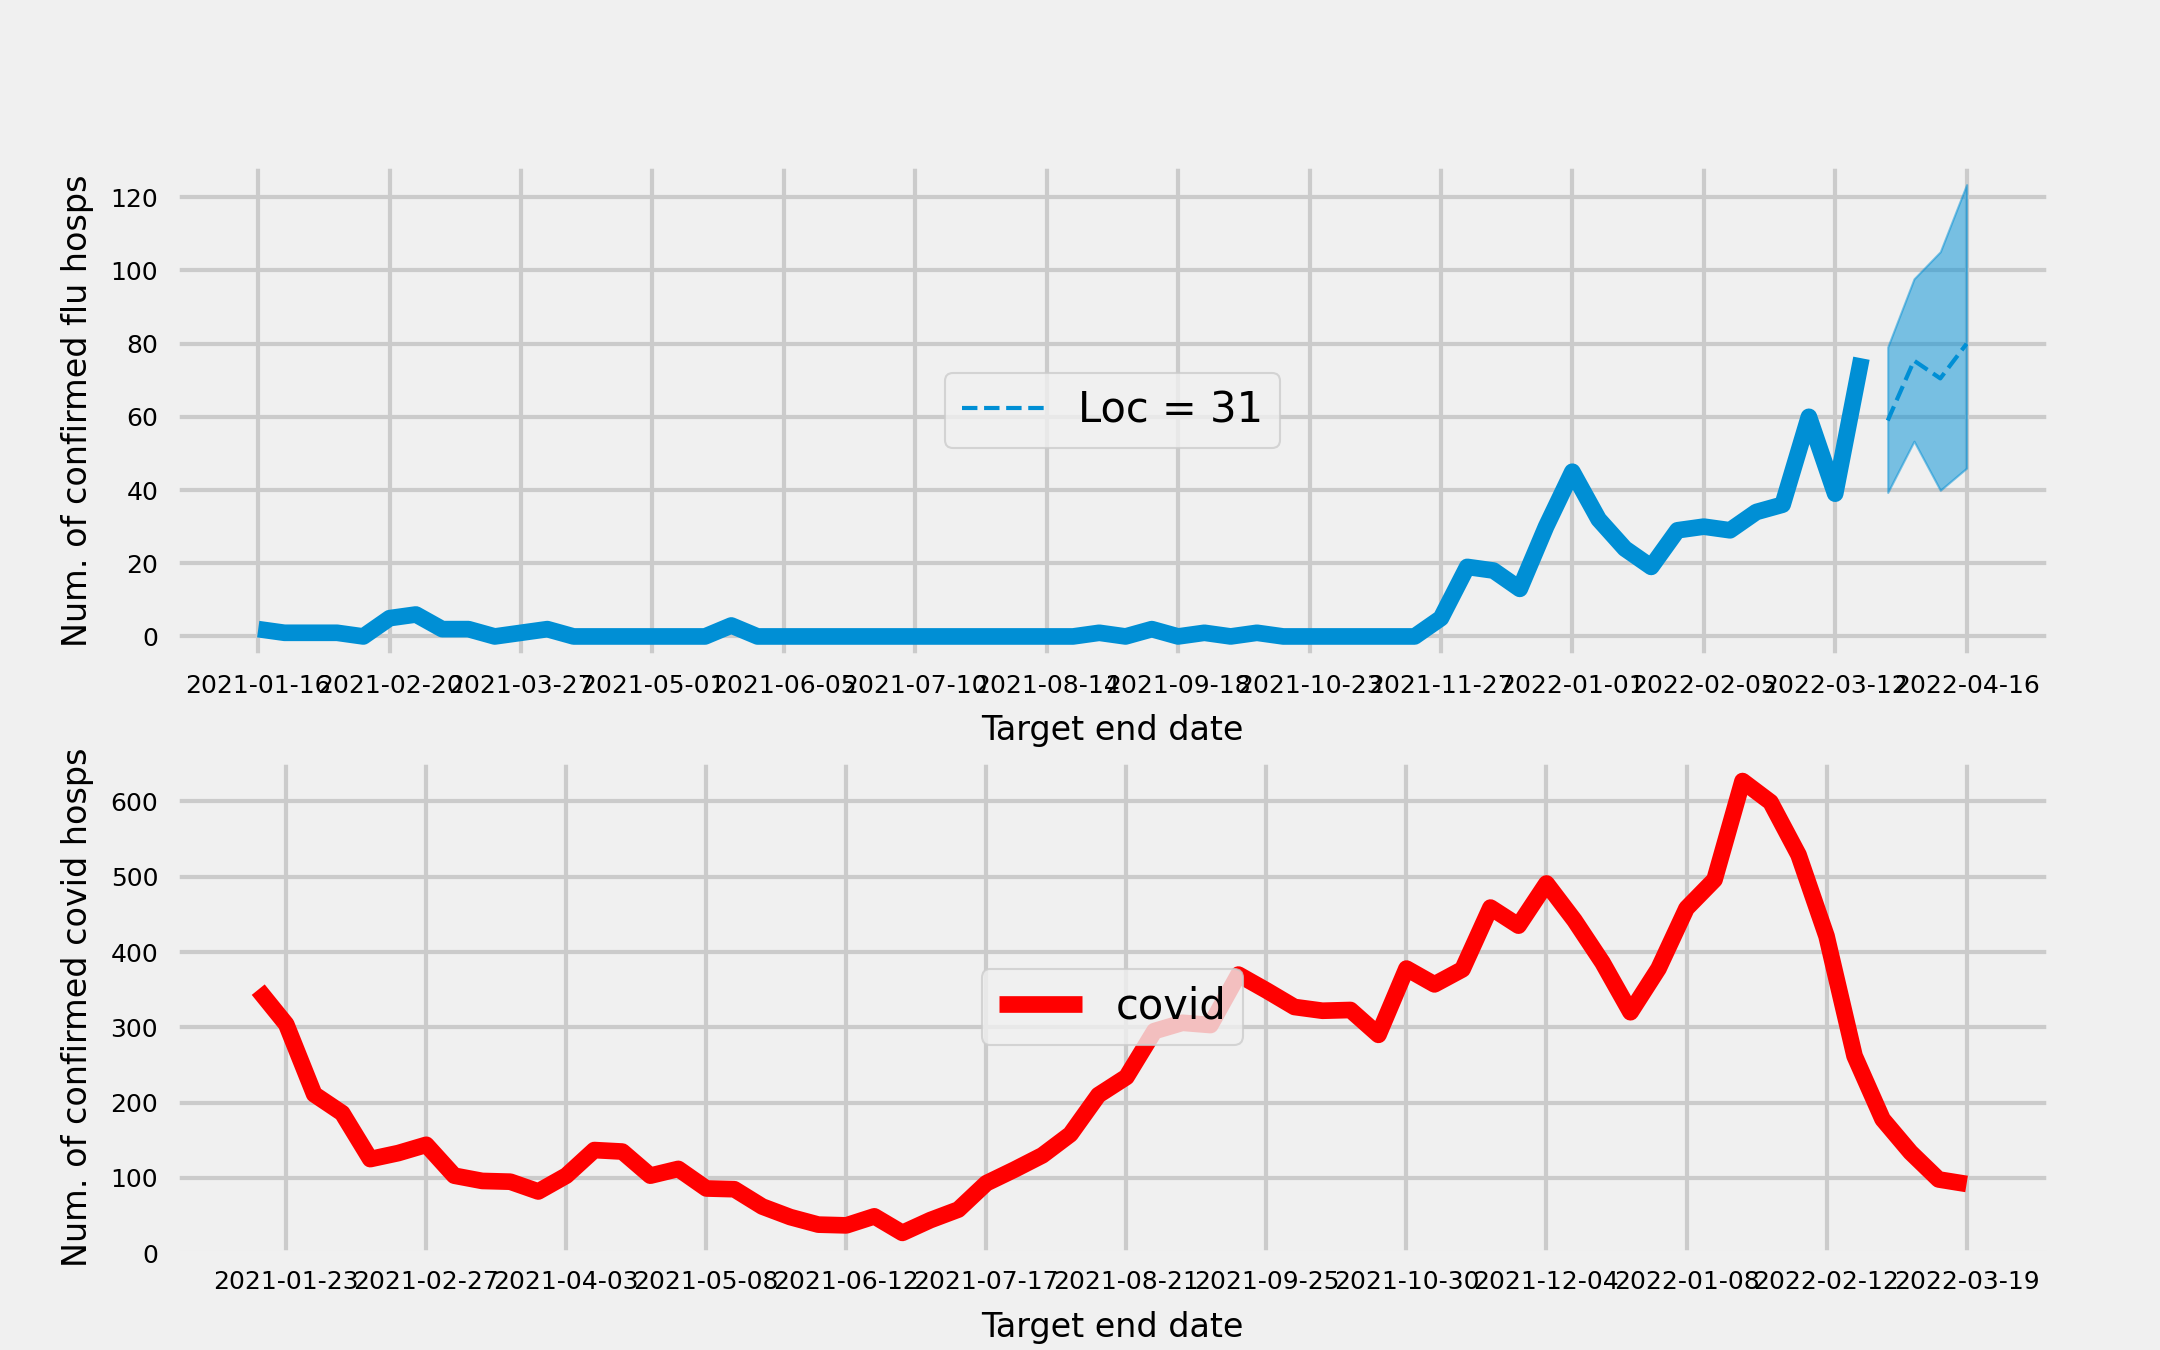 Num. of confirmed flu hosps
120
100
80
60
40
20
0
Loc = 31
2021-01-16 2021-02-20 2021-03-27 2021-05-01 2021-06-05 2021-07-10 2021-08-14 2021-09-18 2021-10-23 2021-11-27 2022-01-01 2022-02-05 2022-03-12 2022-04-16
Target end date
Num. of confirmed covid hosps
600
500
400
300
200
100
0
covid
2021-01-23 2021-02-27 2021-04-03 2021-05-08 2021-06-12 2021-07-17 2021-08-21 2021-09-25 2021-10-30 2021-12-04 2022-01-08 2022-02-12 2022-03-19
Target end date